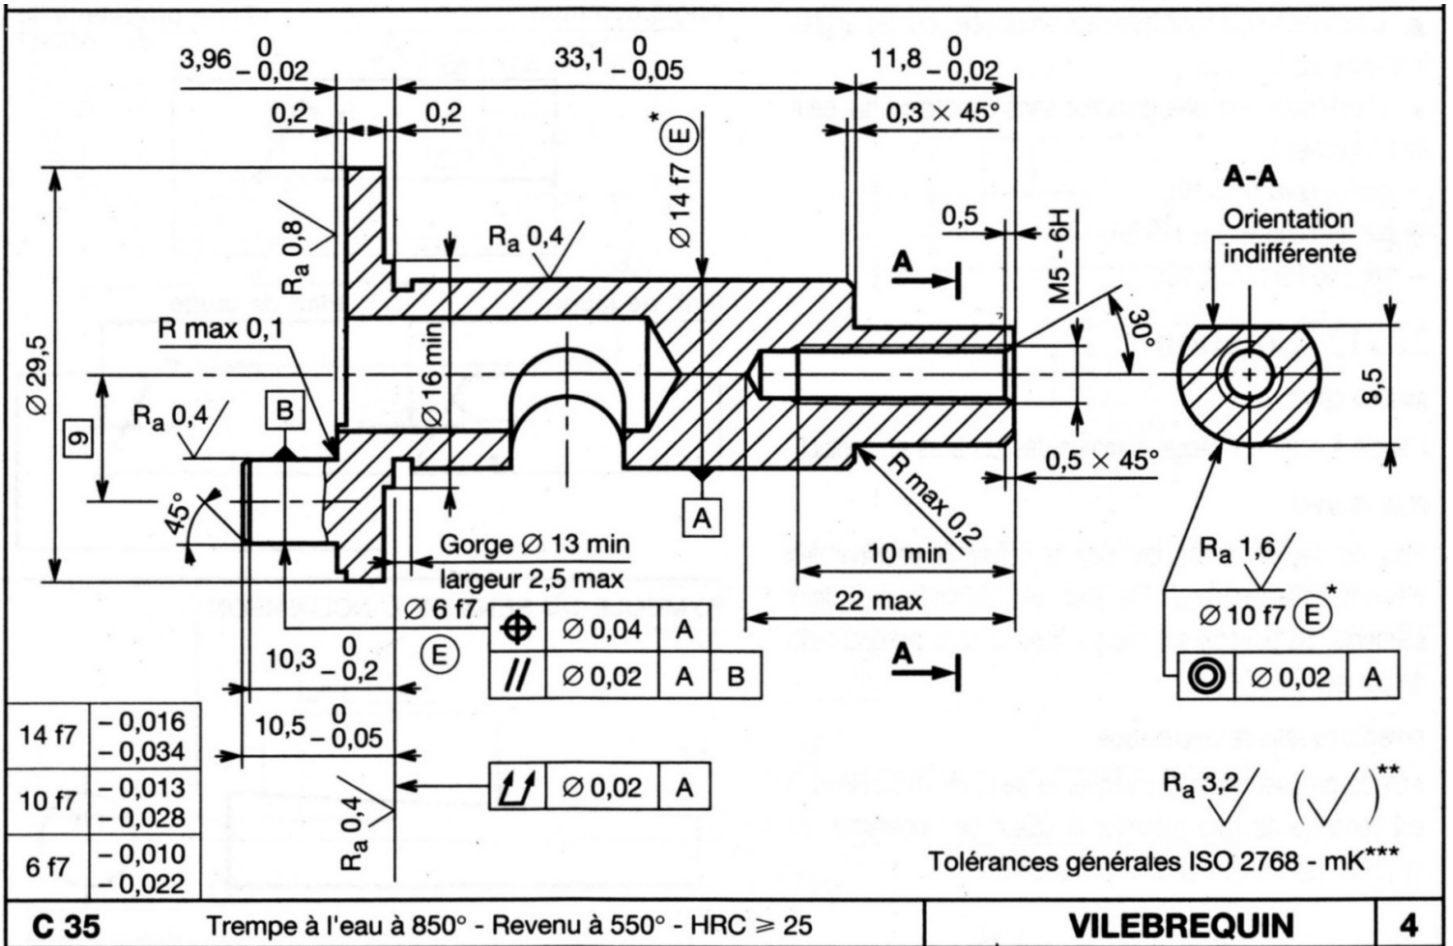 3,96 0 - 0,02
33,1 0 - 0,05
11,8 0 - 0,02
0,2
0,2
0,3 × 45°
Ø 14 f7 Ⓔ*
A-A
Orientation
indifférente
0,5
M5 - 6H
A
30°
Ra 0,8
Ra 0,4
R max 0,1
Ø 29,5
Ø 16 min
8,5
B
Ra 0,4
9
45°
A
R max 0,2
0,5 × 45°
Gorge Ø 13 min
largeur 2,5 max
10 min
22 max
Ra 1,6
Ø 10 f7 Ⓔ*
Ø 6 f7
Ⓔ
⌖ Ø 0,04 A
// Ø 0,02 A B
A
◎ Ø 0,02 A
10,3 0 - 0,2
10,5 0 - 0,05
14 f7 - 0,016 - 0,034
10 f7 - 0,013 - 0,028
6 f7 - 0,010 - 0,022
Ø 0,02 A
Ra 0,4
Ra 3,2 (√)**
Tolérances générales ISO 2768 - mK***
C 35
Trempe à l'eau à 850° - Revenu à 550° - HRC ⩾ 25
VILEBREQUIN
4